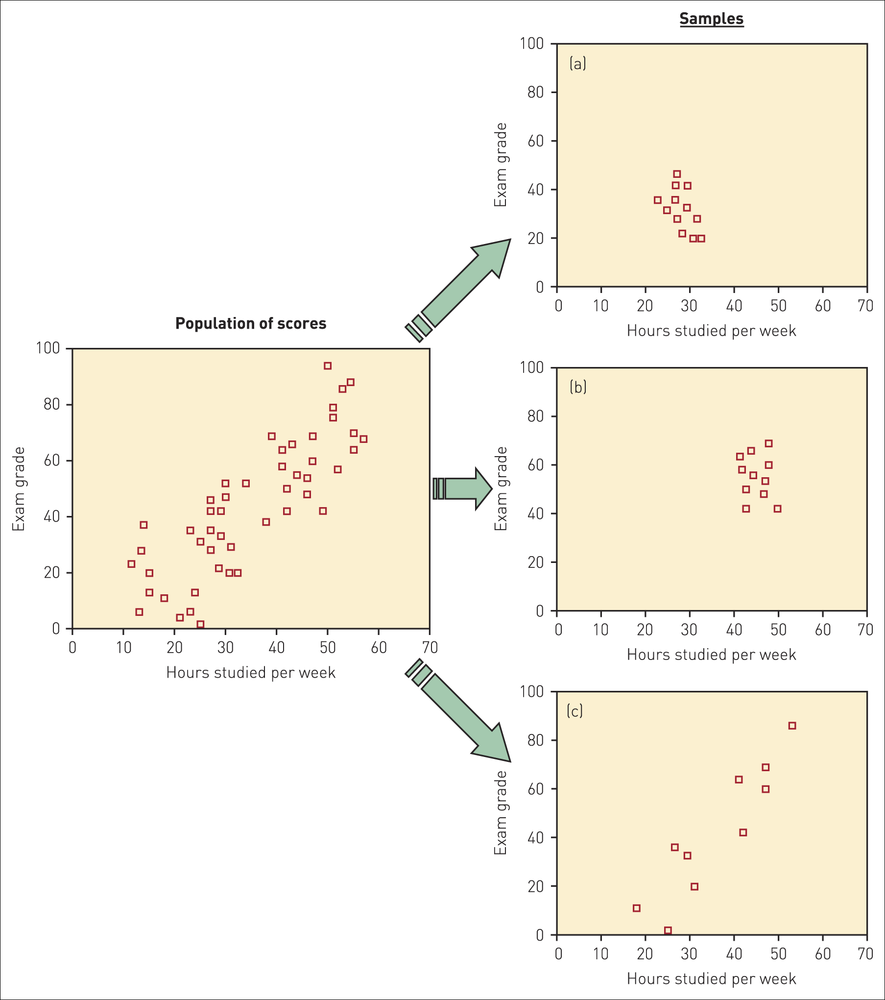 Samples
100
80
60
40
20
0
(a)
Exam grade
0 10 20 30 40 50 60 70
Hours studied per week
Population of scores
100
80
60
40
20
0
Exam grade
0 10 20 30 40 50 60 70
Hours studied per week
100
80
60
40
20
0
(b)
Exam grade
0 10 20 30 40 50 60 70
Hours studied per week
100
80
60
40
20
0
(c)
Exam grade
0 10 20 30 40 50 60 70
Hours studied per week